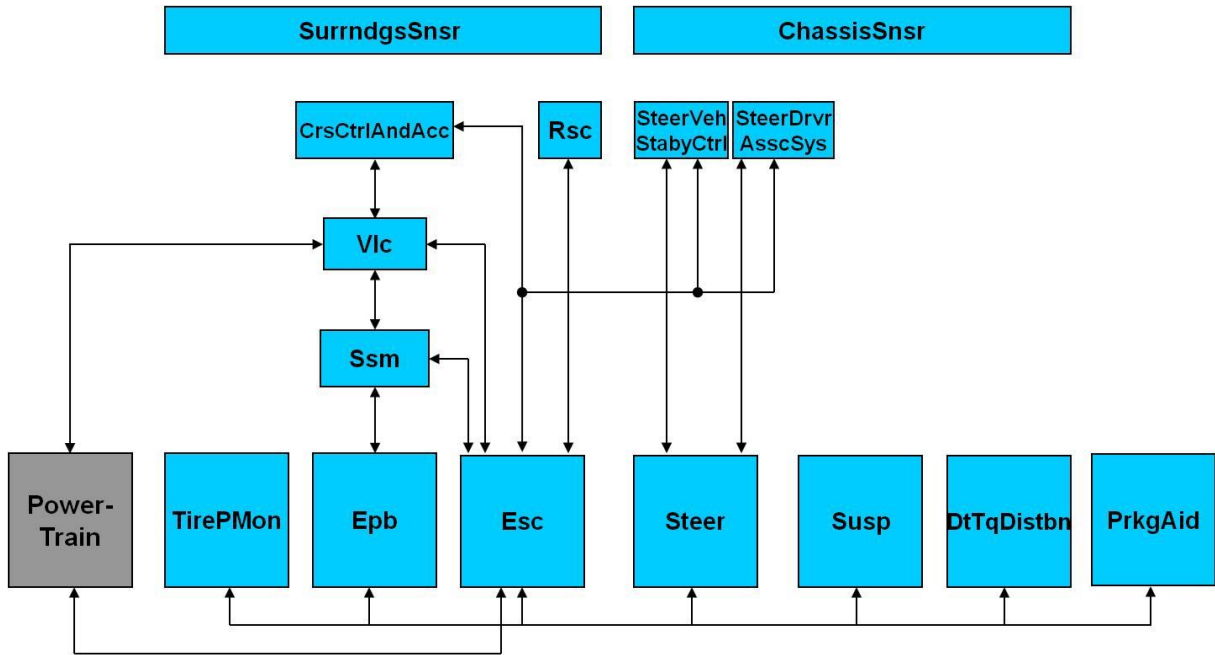 SurrndgsSnsr
ChassisSnsr
CrsCtrlAndAcc
Rsc
SteerVeh
StabyCtrl
SteerDrvr
AsscSys
Vlc
Ssm
Power-
Train
TirePMon
Epb
Esc
Steer
Susp
DtTqDistbn
PrkgAid